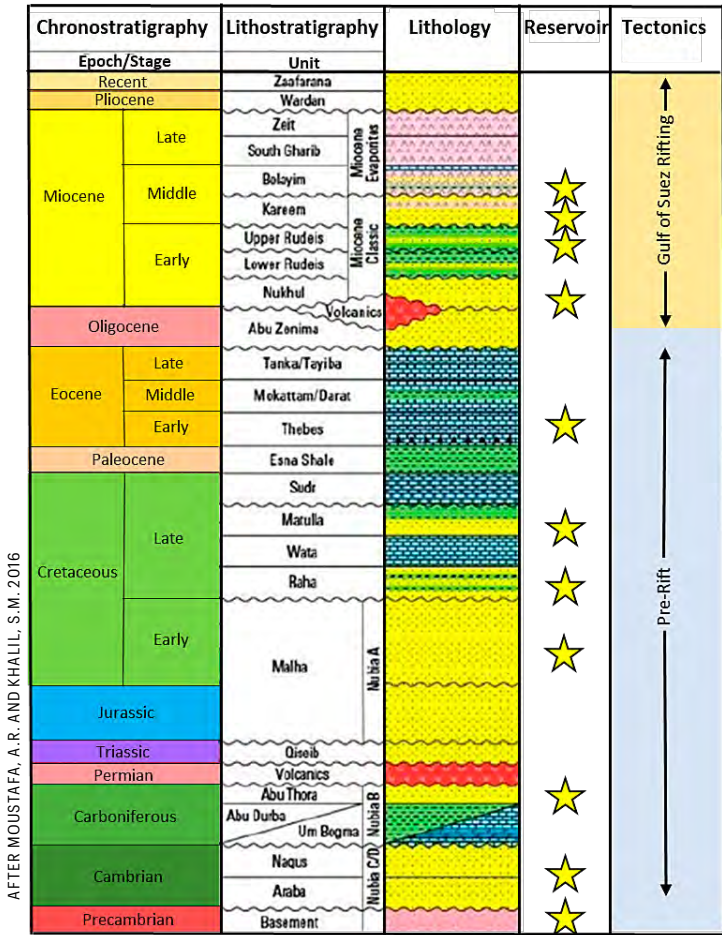 Chronostratigraphy
Lithostratigraphy
Lithology
Reservoir
Tectonics
Epoch/Stage
Unit
Recent
Zaafarana
Pliocene
Wardan
Miocene
Late
Middle
Early
Zeit
South Gharib
Belayim
Miocene
Evaporites
Kareem
Upper Rudeis
Lower Rudeis
Nukhul
Miocene
Classic
Volcanics
Oligocene
Abu Zenima
Gulf of Suez Rifting
Eocene
Late
Middle
Early
Tanka/Tayiba
Mokattam/Darat
Thebes
Paleocene
Esna Shale
Cretaceous
Late
Early
Sudr
Matulla
Wata
Raha
Malha
Nubia A
Jurassic
Triassic
Qiseib
Permian
Volcanics
Carboniferous
Abu Thora
Abu Durba
Um Bogma
Nubia B
Cambrian
Naqus
Araba
Nubia C/D
Precambrian
Basement
Pre-Rift
AFTER MOUSTAFA, A.R. AND KHALIL, S.M. 2016